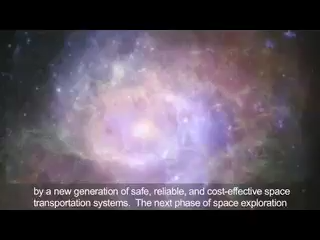 by a new generation of safe, reliable, and cost-effective space
transportation systems.  The next phase of space exploration